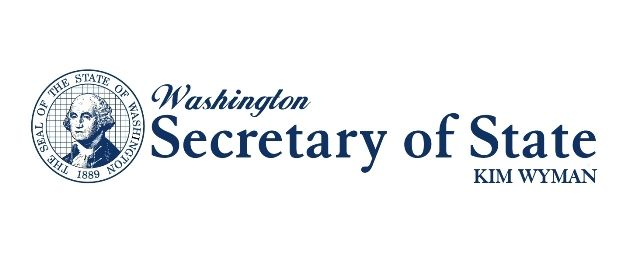 THE SEAL OF THE STATE OF WASHINGTON
1889
Washington
Secretary of State
KIM WYMAN